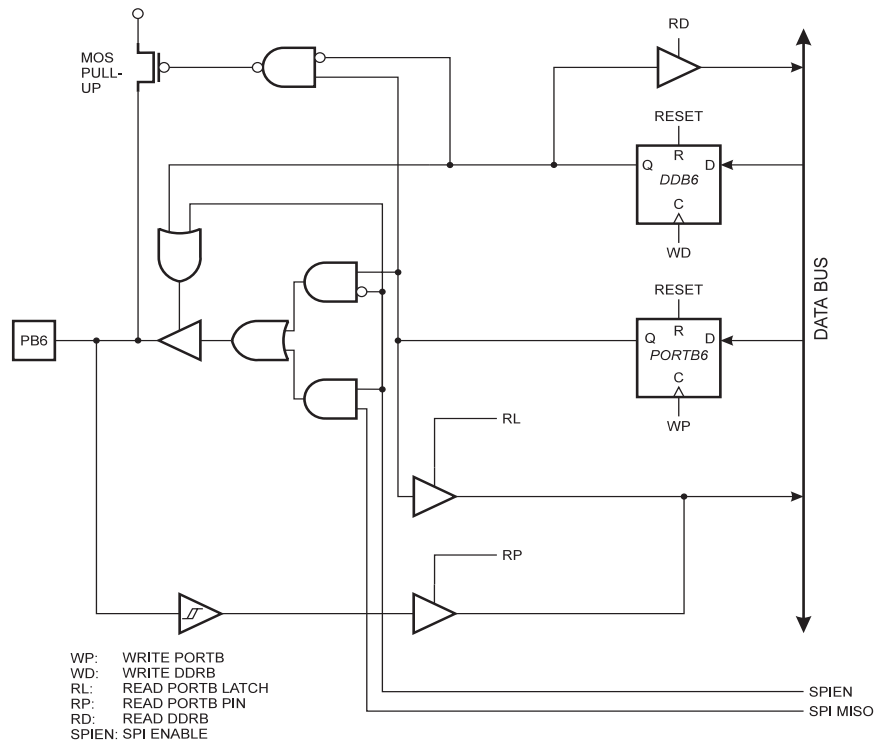 RD
MOS
PULL-
UP
RESET
R
Q
D
DDB6
C
WD
RESET
R
PB6
Q
D
PORTB6
C
WP
DATA BUS
RL
RP
WP: WRITE PORTB
WD: WRITE DDRB
RL: READ PORTB LATCH
RP: READ PORTB PIN
RD: READ DDRB
SPIEN: SPI ENABLE
SPIEN
SPI MISO